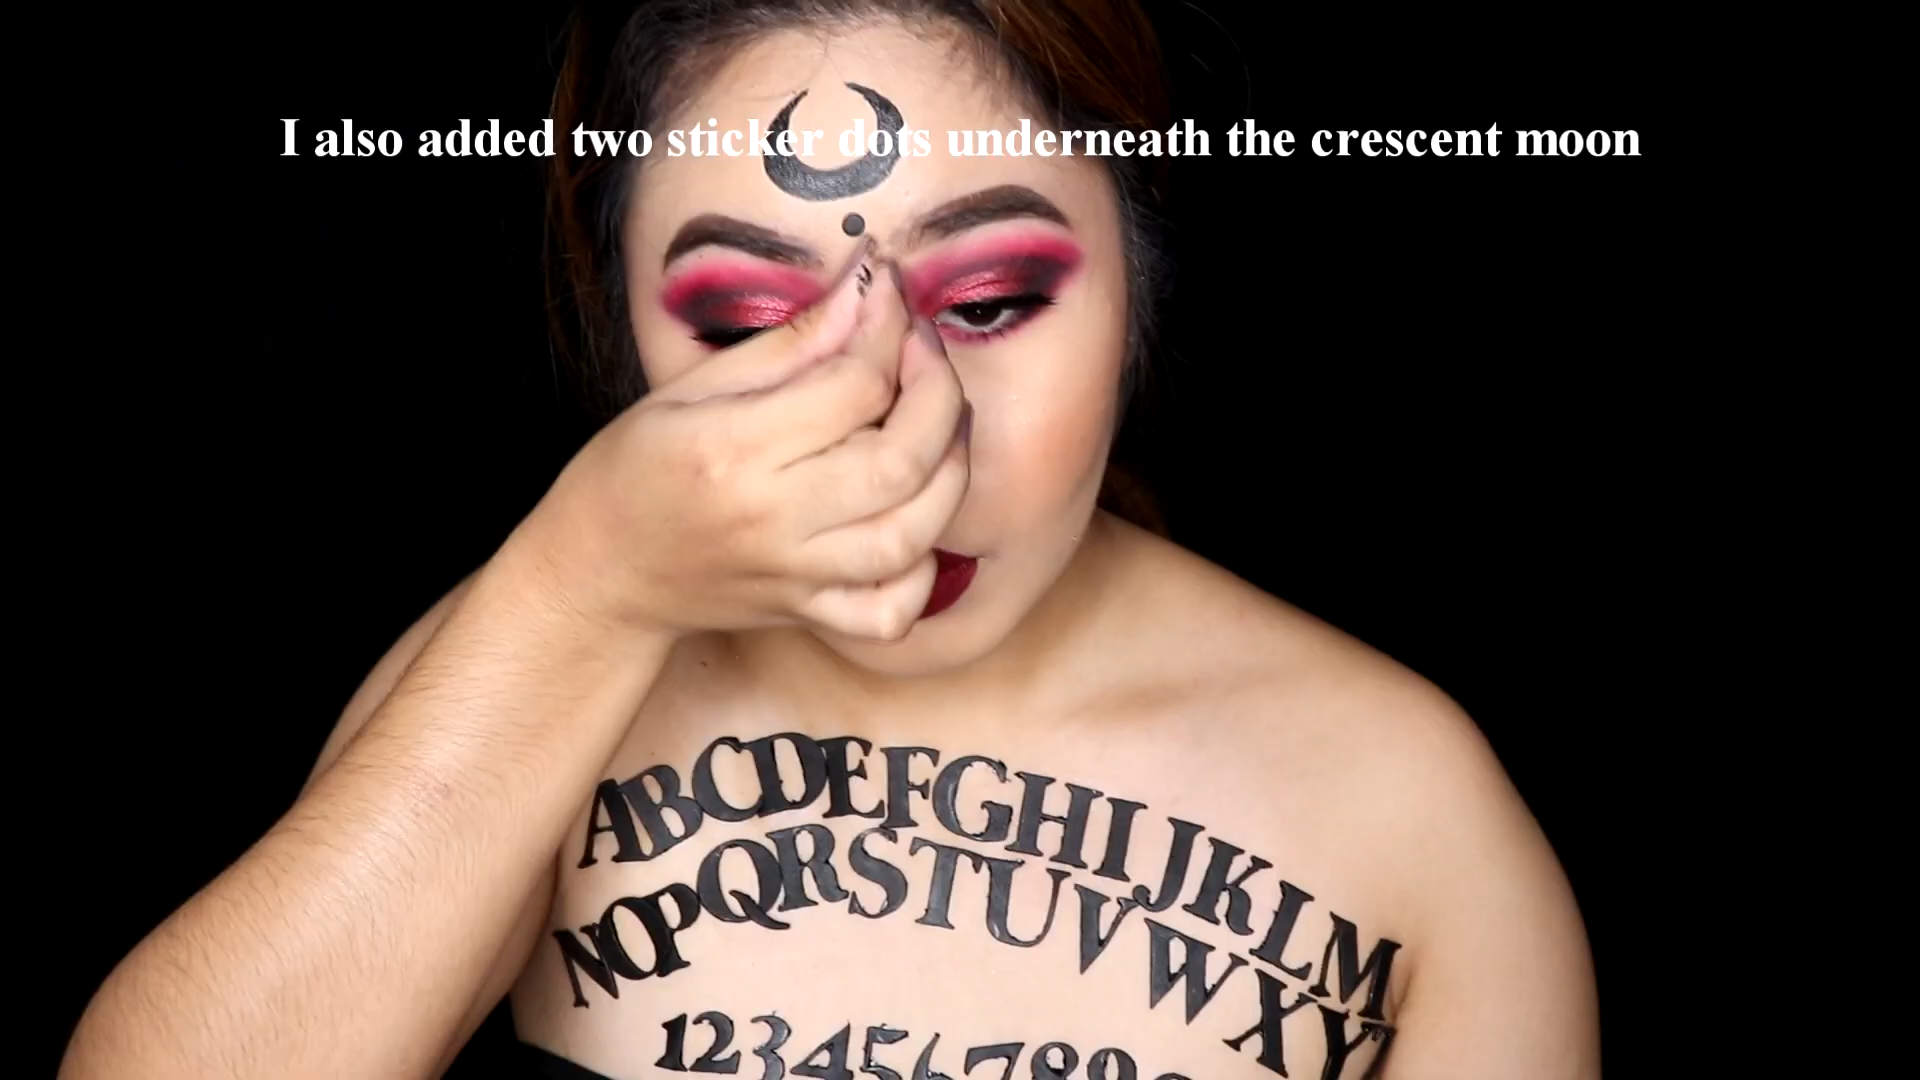 I also added two sticker dots underneath the crescent moon
ABCDEFGHIJKLM
NOPQRSTUVWXY
123456789